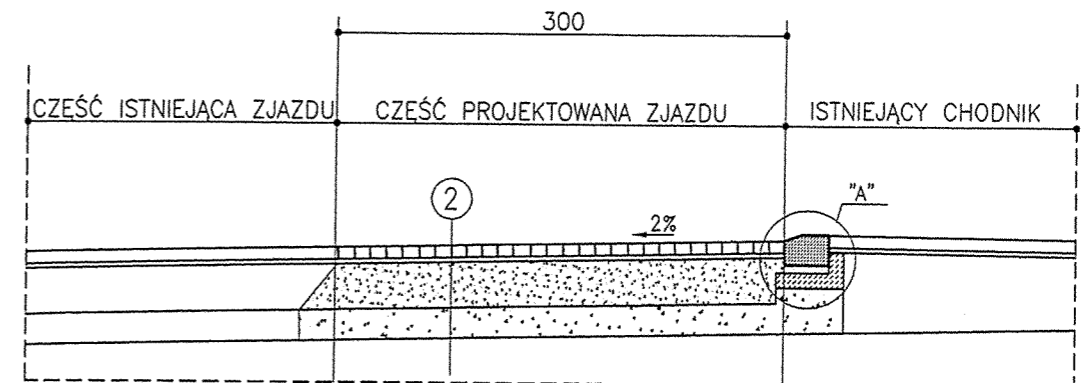 300
CZĘŚĆ ISTNIEJĄCA ZJAZDU CZĘŚĆ PROJEKTOWANA ZJAZDU ISTNIEJĄCY CHODNIK
2
"A"
2%